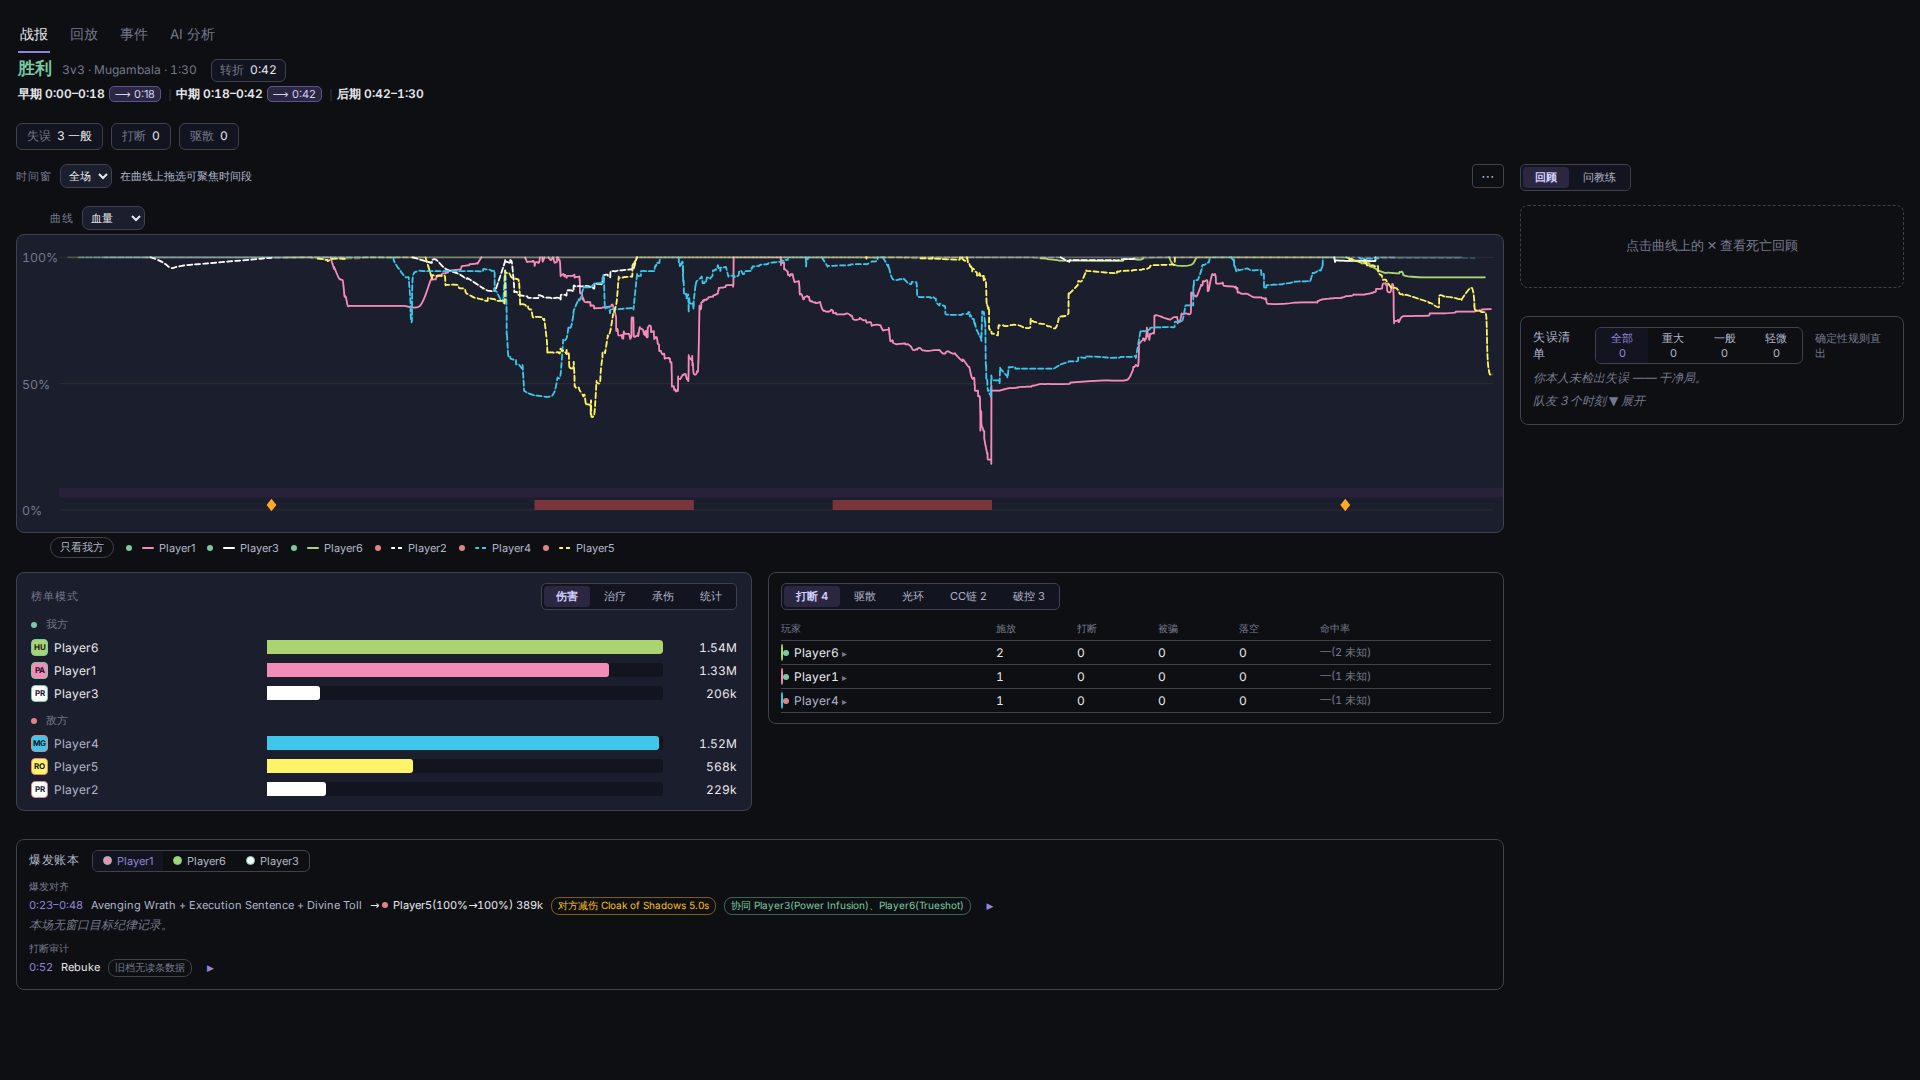 战报 回放 事件 AI 分析
胜利 3v3 · Mugambala · 1:30 转折 0:42
早期 0:00–0:18 ⟶ 0:18 | 中期 0:18–0:42 ⟶ 0:42 | 后期 0:42–1:30
失误 3 一般 打断 0 驱散 0
时间窗 全场 在曲线上拖选可聚焦时间段 ⋯
曲线 血量
100%
50%
0%
只看我方 Player1 Player3 Player6 Player2 Player4 Player5
榜单模式 伤害 治疗 承伤 统计
我方
HU Player6 1.54M
PA Player1 1.33M
PR Player3 206k
敌方
MG Player4 1.52M
RO Player5 568k
PR Player2 229k
打断 4 驱散 光环 CC链 2 破控 3
玩家 施放 打断 被骗 落空 命中率
Player6 ▸ 2 0 0 0 —(2 未知)
Player1 ▸ 1 0 0 0 —(1 未知)
Player4 ▸ 1 0 0 0 —(1 未知)
爆发账本 Player1 Player6 Player3
爆发对齐
0:23–0:48 Avenging Wrath + Execution Sentence + Divine Toll → Player5(100%→100%) 389k 对方减伤 Cloak of Shadows 5.0s 协同 Player3(Power Infusion)、Player6(Trueshot) ▶
本场无窗口目标纪律记录。
打断审计
0:52 Rebuke 旧档无读条数据 ▶
回顾 问教练
点击曲线上的 ✕ 查看死亡回顾
失误清单 全部 0 重大 0 一般 0 轻微 0 确定性规则直出
你本人未检出失误 —— 干净局。
队友 3 个时刻 ▼ 展开